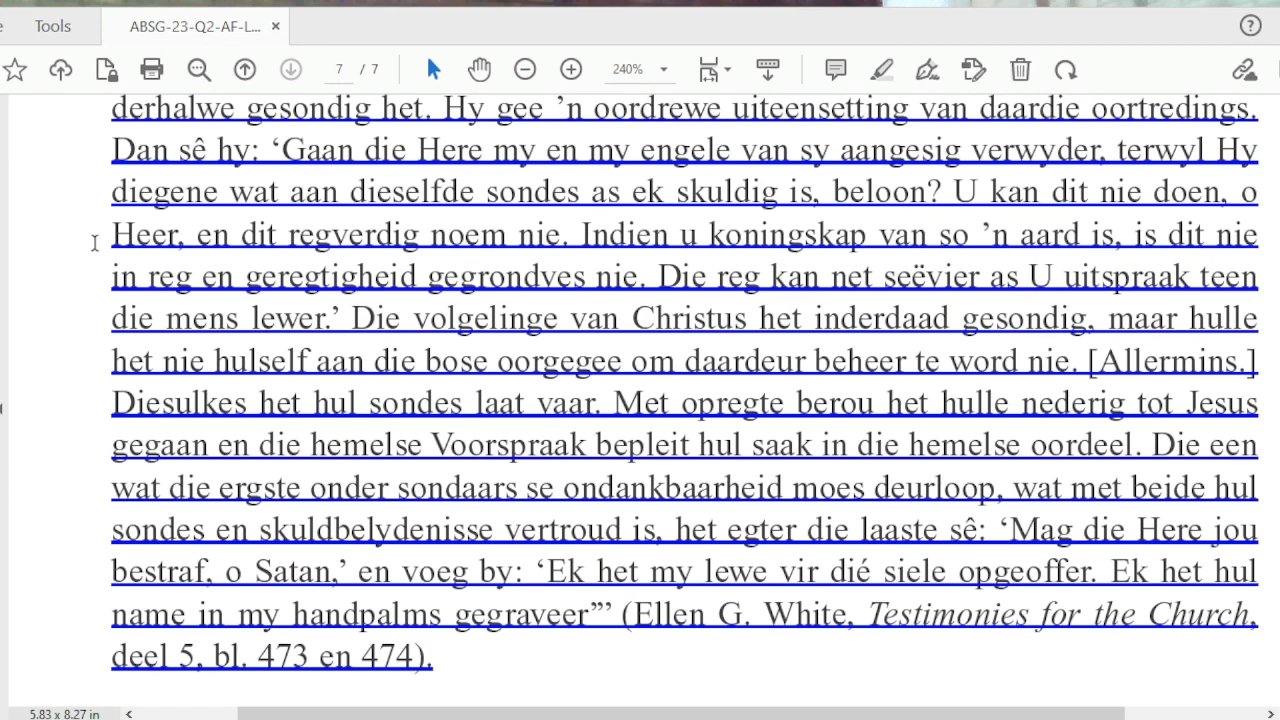 Tools
ABSG-23-Q2-AF-L...
7 / 7
240%
derhalwe gesondig het. Hy gee ’n oordrewe uiteensetting van daardie oortredings.
Dan sê hy: ‘Gaan die Here my en my engele van sy aangesig verwyder, terwyl Hy
diegene wat aan dieselfde sondes as ek skuldig is, beloon? U kan dit nie doen, o
Heer, en dit regverdig noem nie. Indien u koningskap van so ’n aard is, is dit nie
in reg en geregtigheid gegrondves nie. Die reg kan net seëvier as U uitspraak teen
die mens lewer.’ Die volgelinge van Christus het inderdaad gesondig, maar hulle
het nie hulself aan die bose oorgegee om daardeur beheer te word nie. [Allermins.]
Diesulkes het hul sondes laat vaar. Met opregte berou het hulle nederig tot Jesus
gegaan en die hemelse Voorspraak bepleit hul saak in die hemelse oordeel. Die een
wat die ergste onder sondaars se ondankbaarheid moes deurloop, wat met beide hul
sondes en skuldbelydenisse vertroud is, het egter die laaste sê: ‘Mag die Here jou
bestraf, o Satan,’ en voeg by: ‘Ek het my lewe vir dié siele opgeoffer. Ek het hul
name in my handpalms gegraveer”’ (Ellen G. White, Testimonies for the Church,
deel 5, bl. 473 en 474).
5.83 x 8.27 in